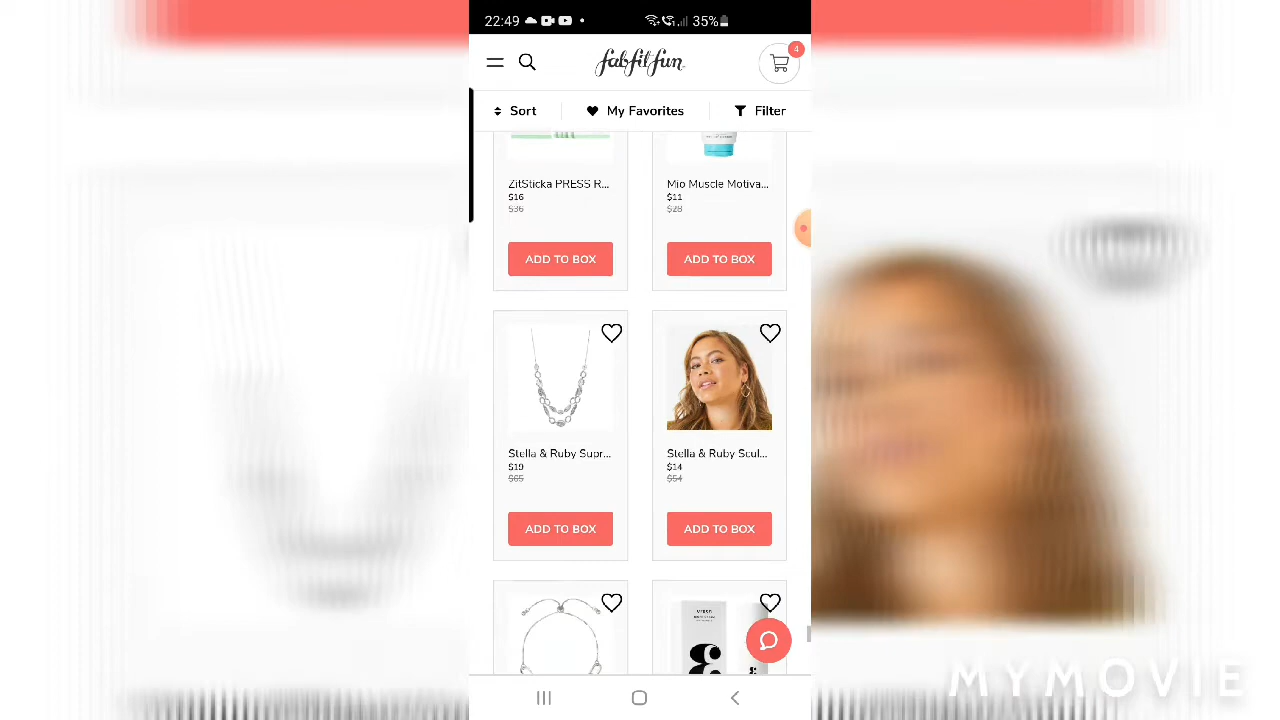 22:49 35%
fabfitfun 4
Sort My Favorites Filter
ZitSticka PRESS R... Mio Muscle Motiva...
$16 $11
$36 $28
ADD TO BOX ADD TO BOX
Stella & Ruby Supr... Stella & Ruby Scul...
$19 $14
$65 $54
ADD TO BOX ADD TO BOX
MYMOVIE